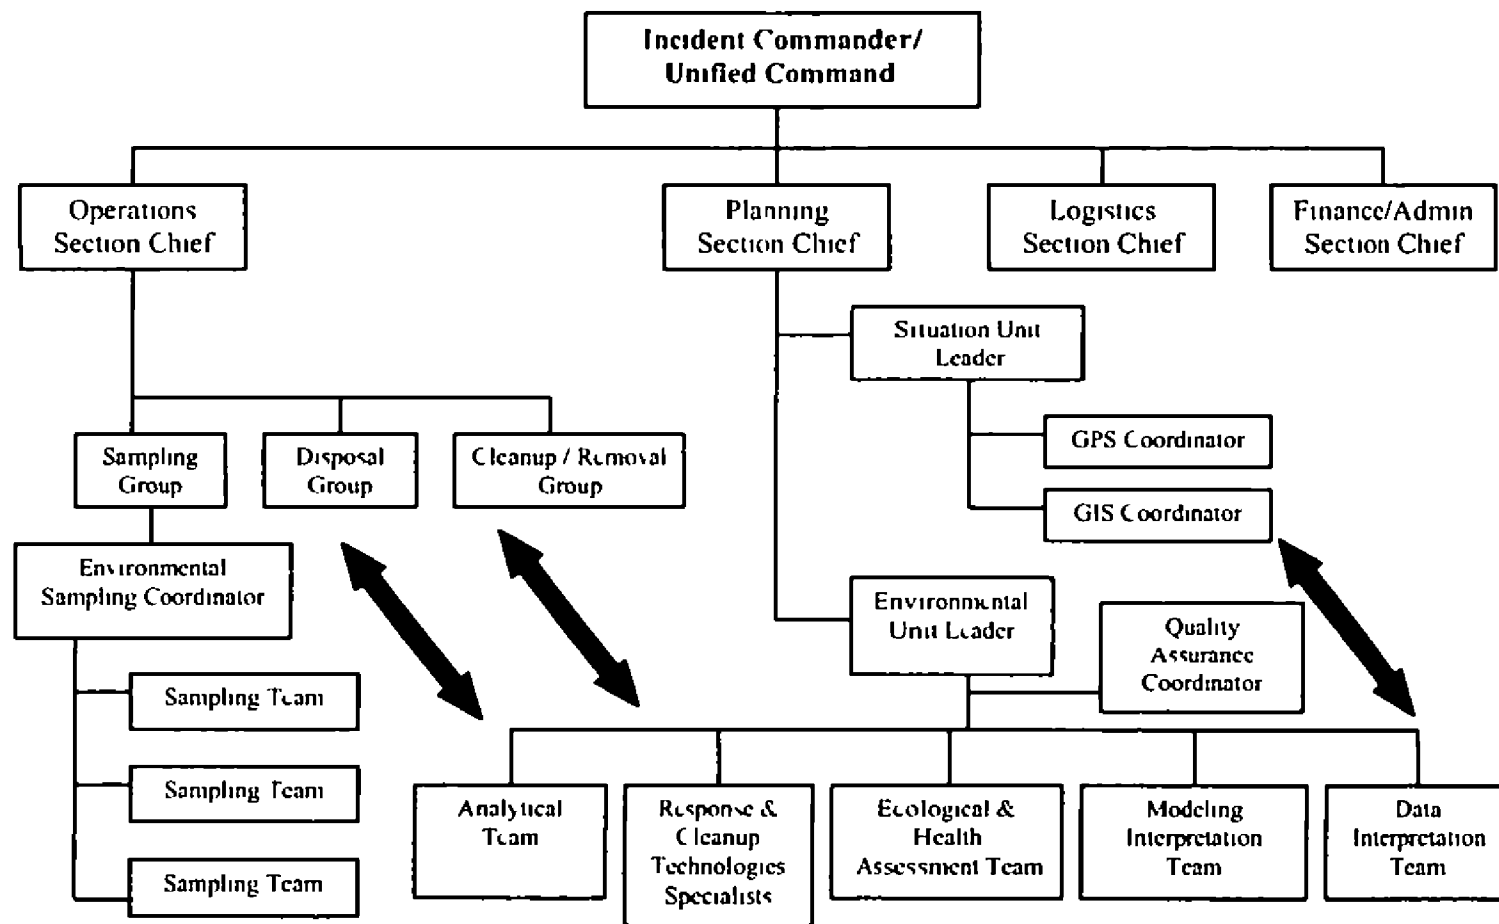 Incident Commander/
Unified Command
Operations
Section Chief
Planning
Section Chief
Logistics
Section Chief
Finance/Admin
Section Chief
Situation Unit
Leader
GPS Coordinator
GIS Coordinator
Sampling
Group
Disposal
Group
Cleanup / Removal
Group
Environmental
Sampling Coordinator
Sampling Team
Sampling Team
Sampling Team
Environmental
Unit Leader
Quality
Assurance
Coordinator
Analytical
Team
Response &
Cleanup
Technologies
Specialists
Ecological &
Health
Assessment Team
Modeling
Interpretation
Team
Data
Interpretation
Team